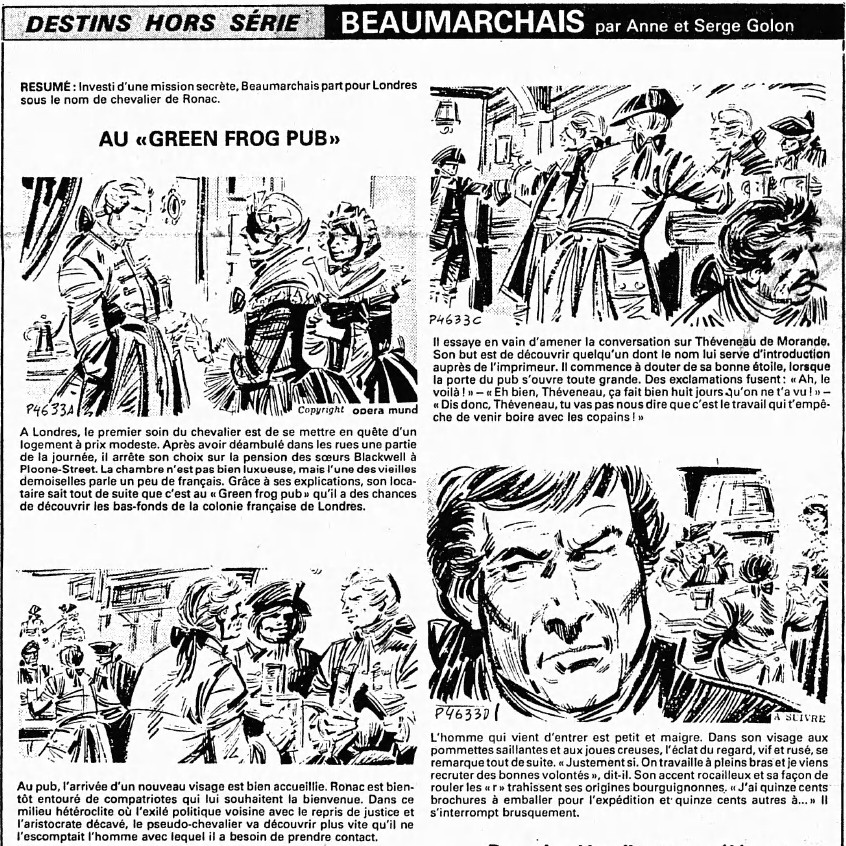 DESTINS HORS SÉRIE BEAUMARCHAIS par Anne et Serge Golon
RESUMÉ : Investi d'une mission secrète, Beaumarchais part pour Londres
sous le nom de chevalier de Ronac.
AU «GREEN FROG PUB»
P4633A
Copyright opera mund
A Londres, le premier soin du chevalier est de se mettre en quête d'un
logement à prix modeste. Après avoir déambulé dans les rues une partie
de la journée, il arrête son choix sur la pension des sœurs Blackwell à
Ploone-Street. La chambre n'est pas bien luxueuse, mais l'une des vieilles
demoiselles parle un peu de français. Grâce à ses explications, son loca-
taire sait tout de suite que c'est au « Green frog pub » qu'il a des chances
de découvrir les bas-fonds de la colonie française de Londres.
Au pub, l'arrivée d'un nouveau visage est bien accueillie. Ronac est bien-
tôt entouré de compatriotes qui lui souhaitent la bienvenue. Dans ce
milieu hétéroclite où l'exilé politique voisine avec le repris de justice et
l'aristocrate décavé, le pseudo-chevalier va découvrir plus vite qu'il ne
l'escomptait l'homme avec lequel il a besoin de prendre contact.
P4633C
Il essaye en vain d'amener la conversation sur Théveneau de Morande.
Son but est de découvrir quelqu'un dont le nom lui serve d'introduction
auprès de l'imprimeur. Il commence à douter de sa bonne étoile, lorsque
la porte du pub s'ouvre toute grande. Des exclamations fusent : « Ah, le
voilà ! » – « Eh bien, Théveneau, ça fait bien huit jours qu'on ne t'a vu ! » –
« Dis donc, Théveneau, tu vas pas nous dire que c'est le travail qui t'empê-
che de venir boire avec les copains ! »
P4633D
A SUIVRE
L'homme qui vient d'entrer est petit et maigre. Dans son visage aux
pommettes saillantes et aux joues creuses, l'éclat du regard, vif et rusé, se
remarque tout de suite. « Justement si. On travaille à pleins bras et je viens
recruter des bonnes volontés », dit-il. Son accent rocailleux et sa façon de
rouler les « r » trahissent ses origines bourguignonnes. « J'ai quinze cents
brochures à emballer pour l'expédition et quinze cents autres à... » Il
s'interrompt brusquement.